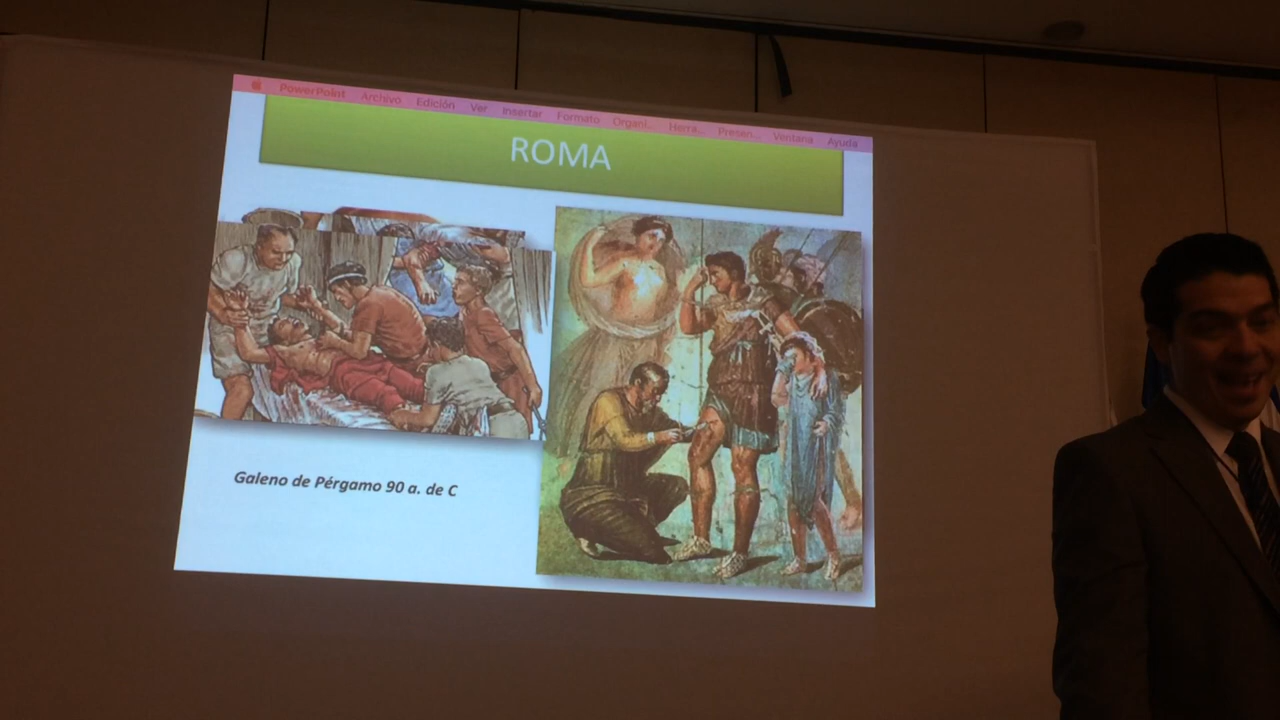 PowerPoint Archivo Edición Ver Insertar Formato Organi... Herra... Presen... Ventana Ayuda
ROMA
Galeno de Pérgamo 90 a. de C